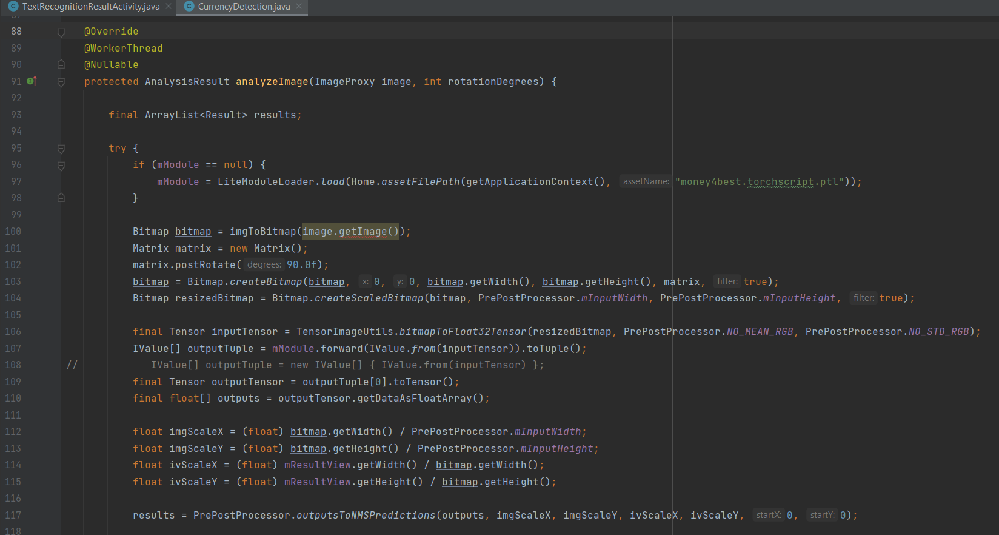 TextRecognitionResultActivity.java CurrencyDetection.java
88 @Override
89 @WorkerThread
90 @Nullable
91 protected AnalysisResult analyzeImage(ImageProxy image, int rotationDegrees) {
92
93 final ArrayList<Result> results;
94
95 try {
96 if (mModule == null) {
97 mModule = LiteModuleLoader.load(Home.assetFilePath(getApplicationContext(), assetName: "money4best.torchscript.ptl"));
98 }
99
100 Bitmap bitmap = imgToBitmap(image.getImage());
101 Matrix matrix = new Matrix();
102 matrix.postRotate( degrees: 90.0f);
103 bitmap = Bitmap.createBitmap(bitmap, x: 0, y: 0, bitmap.getWidth(), bitmap.getHeight(), matrix, filter: true);
104 Bitmap resizedBitmap = Bitmap.createScaledBitmap(bitmap, PrePostProcessor.mInputWidth, PrePostProcessor.mInputHeight, filter: true);
105
106 final Tensor inputTensor = TensorImageUtils.bitmapToFloat32Tensor(resizedBitmap, PrePostProcessor.NO_MEAN_RGB, PrePostProcessor.NO_STD_RGB);
107 IValue[] outputTuple = mModule.forward(IValue.from(inputTensor)).toTuple();
108 // IValue[] outputTuple = new IValue[] { IValue.from(inputTensor) };
109 final Tensor outputTensor = outputTuple[0].toTensor();
110 final float[] outputs = outputTensor.getDataAsFloatArray();
111
112 float imgScaleX = (float) bitmap.getWidth() / PrePostProcessor.mInputWidth;
113 float imgScaleY = (float) bitmap.getHeight() / PrePostProcessor.mInputHeight;
114 float ivScaleX = (float) mResultView.getWidth() / bitmap.getWidth();
115 float ivScaleY = (float) mResultView.getHeight() / bitmap.getHeight();
116
117 results = PrePostProcessor.outputsToNMSPredictions(outputs, imgScaleX, imgScaleY, ivScaleX, ivScaleY, startX: 0, startY: 0);
118